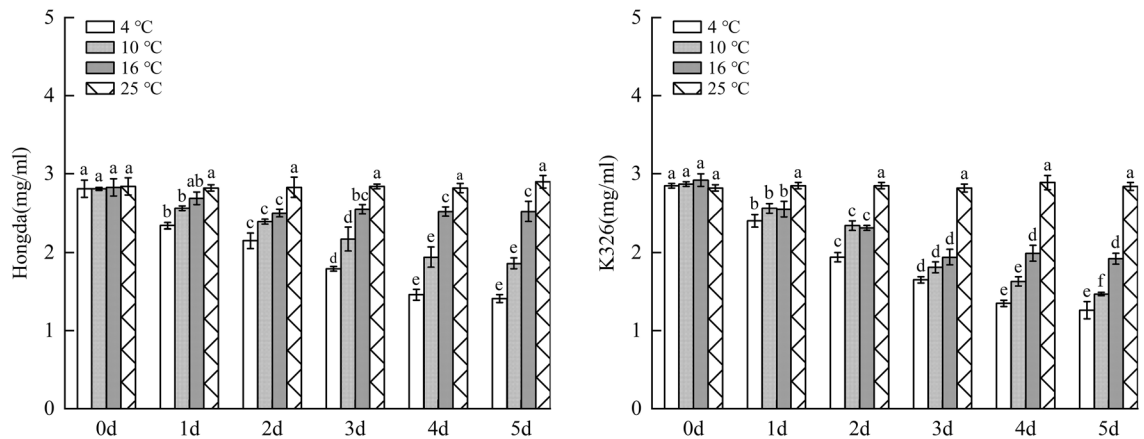 Hongda(mg/ml)
5
4
3
2
1
0
4 ℃
10 ℃
16 ℃
25 ℃
a a a a
b b ab a
c c c a
d d bc a
e e c a
e e c a
0d 1d 2d 3d 4d 5d
K326(mg/ml)
5
4
3
2
1
0
4 ℃
10 ℃
16 ℃
25 ℃
a a a a
b b b a
c c c a
d d d a
e e d a
e f d a
0d 1d 2d 3d 4d 5d